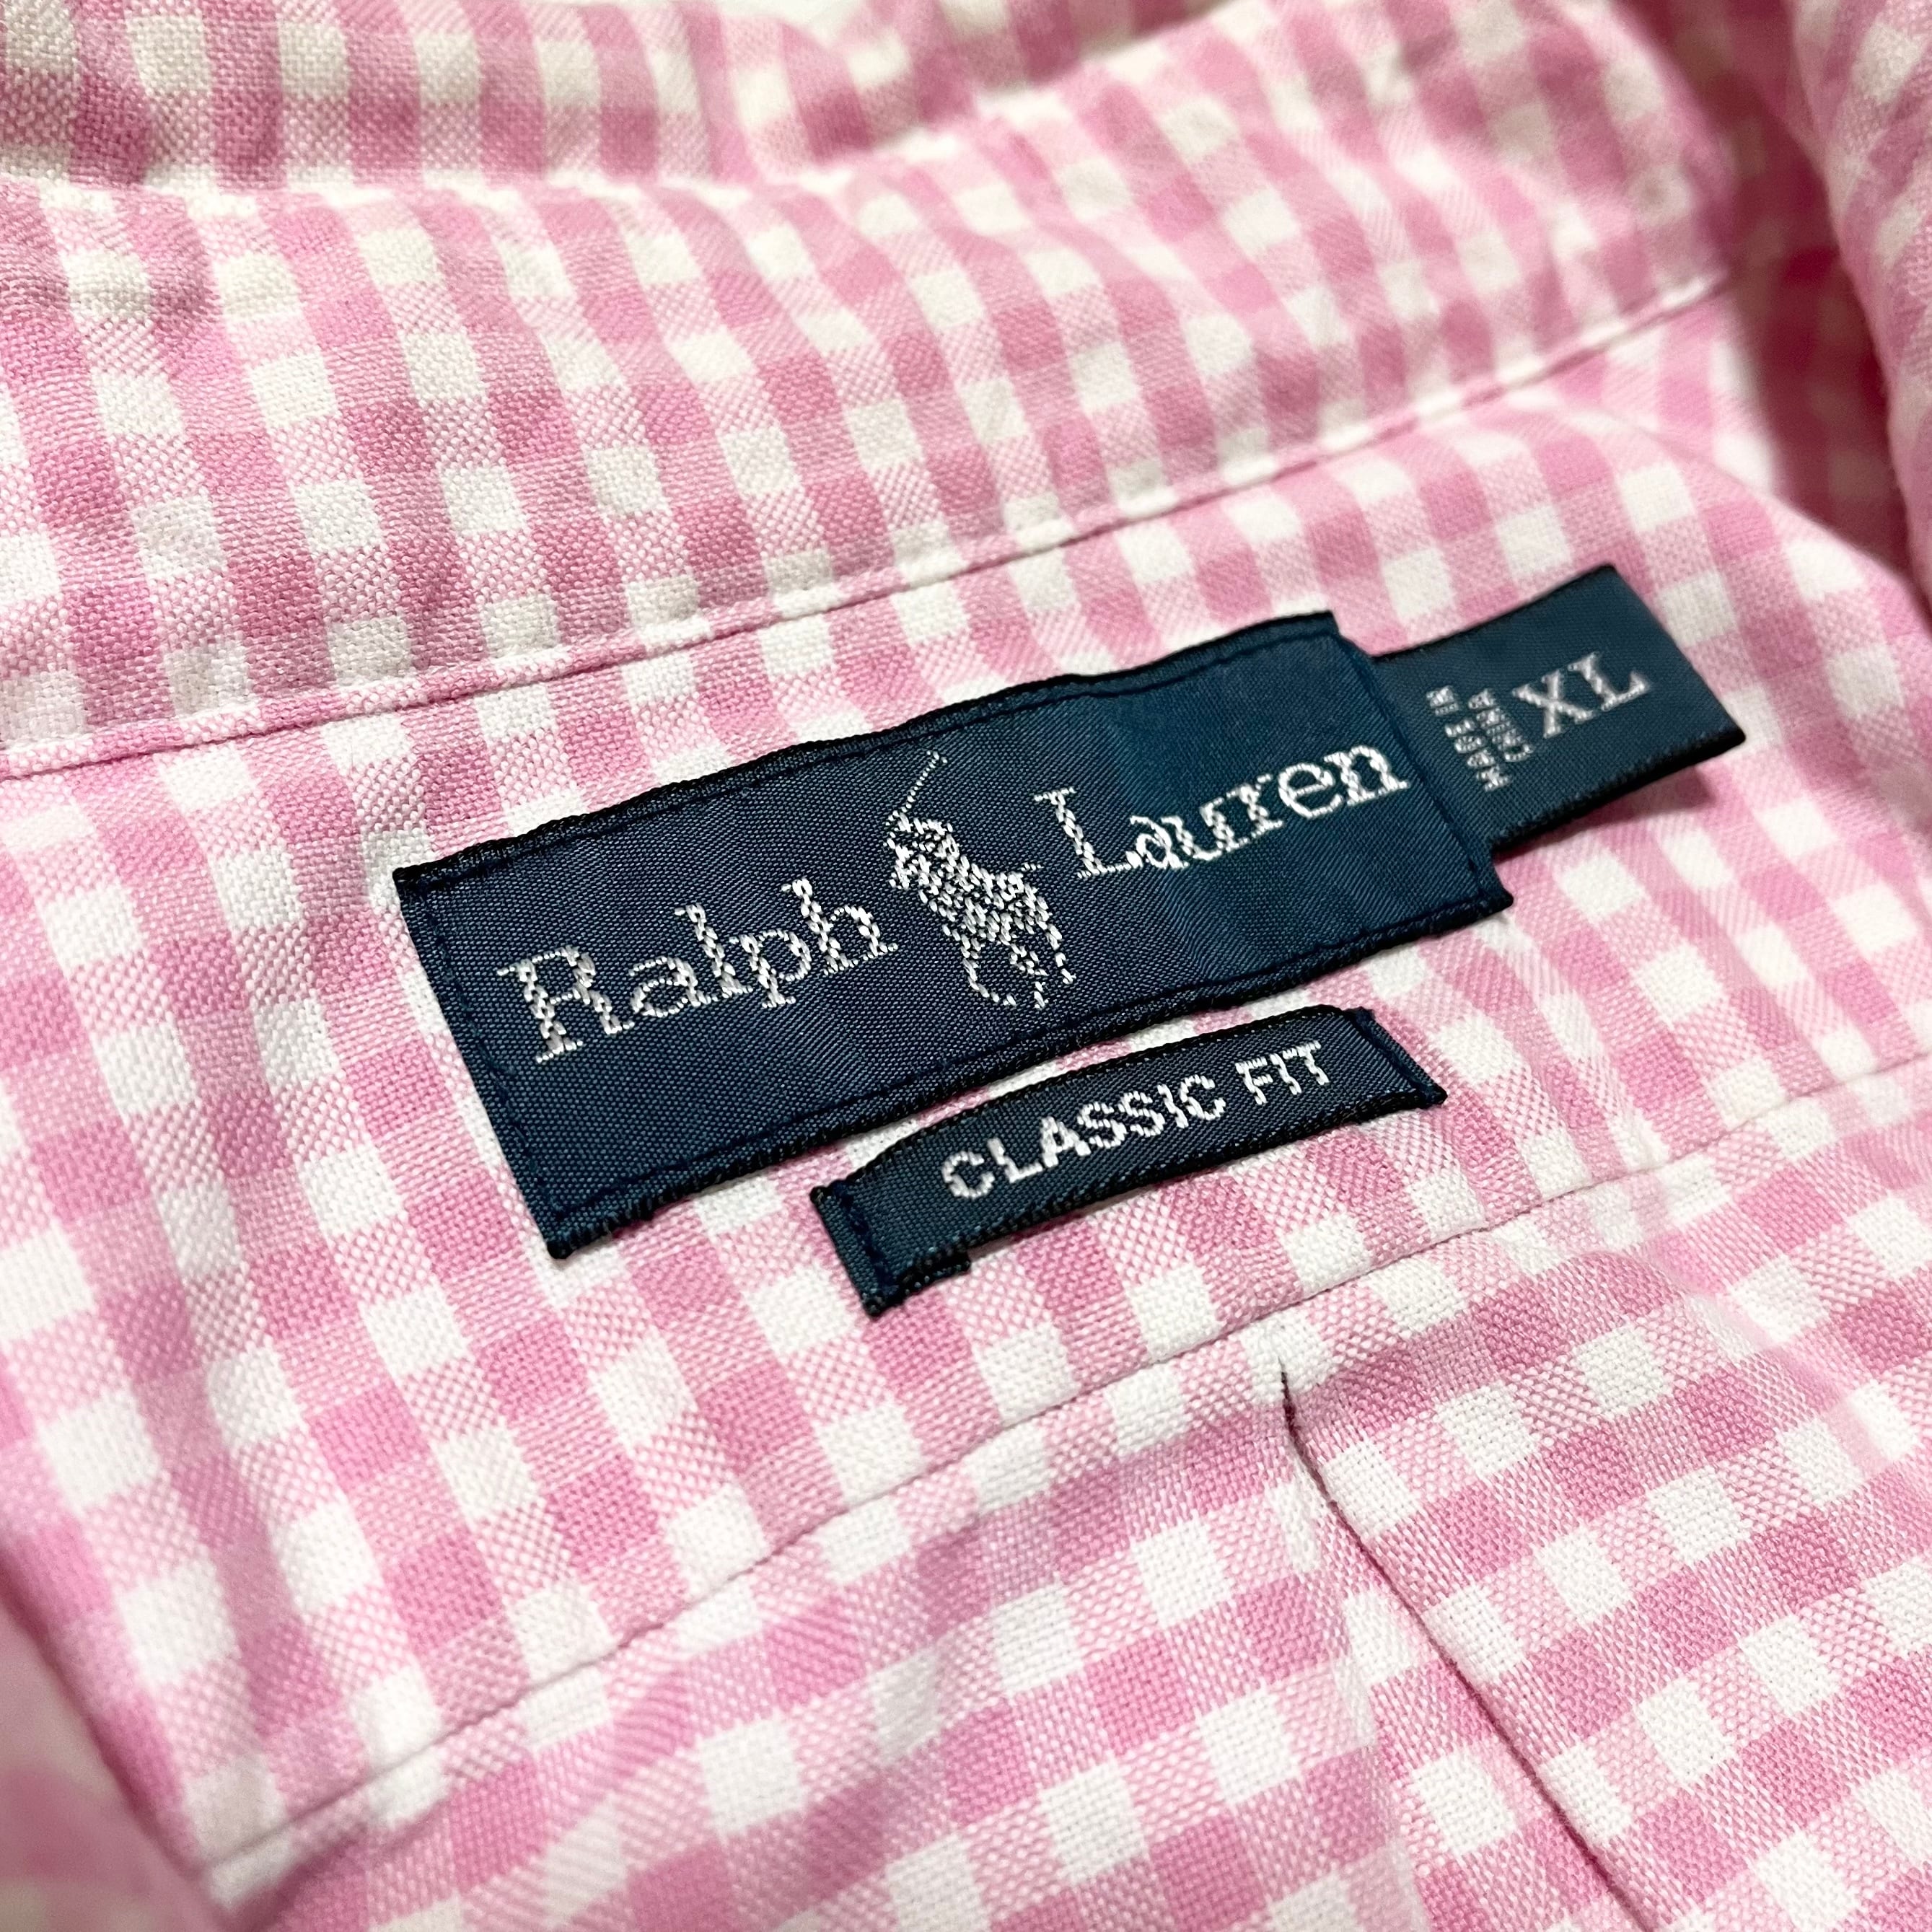 Ralph Lauren
MADE IN
CHINA
XL
CLASSIC FIT